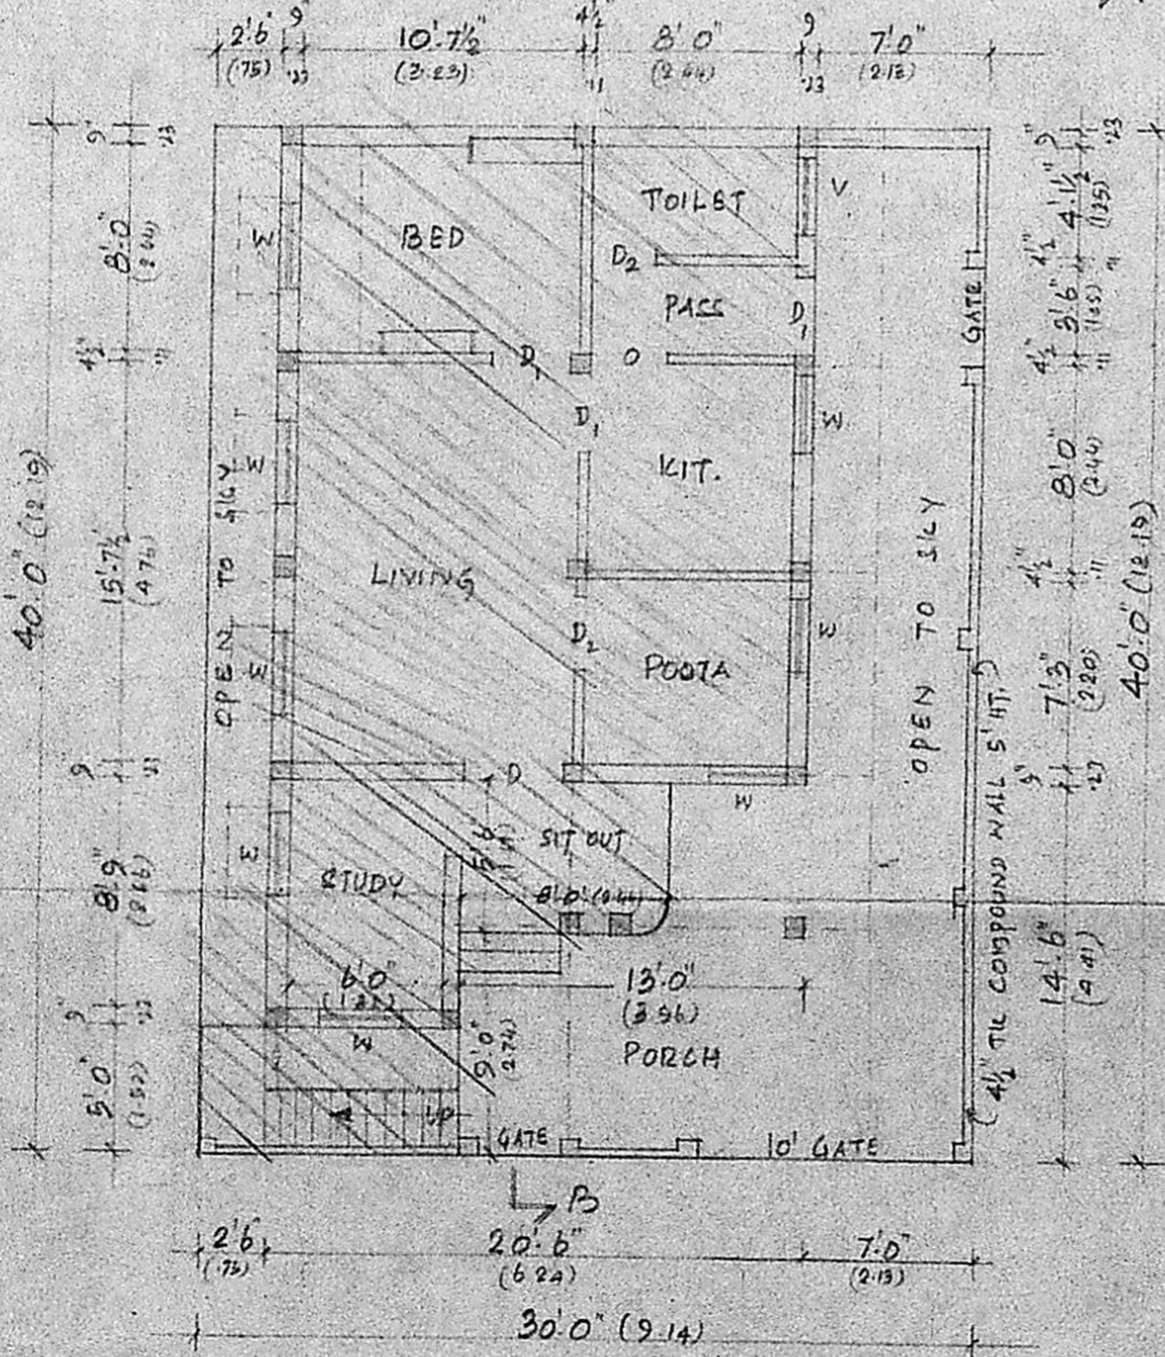 2'6"
9"
10'-7½"
4½"
8'0"
9
7'0"
(.75)
.23
(3.23)
.11
(2.44)
.23
(2.13)
9"
.23
8'-0"
(2.44)
4½"
.11
40'.0" (12.19)
15'-7½"
(4.76)
9"
.23
8'-9"
(2.66)
9"
.23
5'0"
(1.52)
TOILET
V
BED
W
D2
PASS
D1
GATE
D1
O
D1
W
KIT.
W
OPEN TO SKY
LIVING
D2
W
W
POOJA
OPEN TO SKY
D
W
SIT OUT
W
STUDY
8'0" (2.44)
6'0"
13'-0"
(3.96)
W
9'0"
(2.74)
PORCH
UP
GATE
10' GATE
(4½" TK COMPOUND WALL 5' HT.)
9"
.23
4'-1½"
(1.25)
4½"
.11
3'6"
4½"
.11
8'0"
(2.44)
4½"
.11
7'-3"
(2.20)
9"
.23
14'-6"
(4.41)
40'-0" (12.19)
B
2'6"
20'-6"
7'-0"
(.75)
(6.24)
(2.13)
30'-0" (9.14)